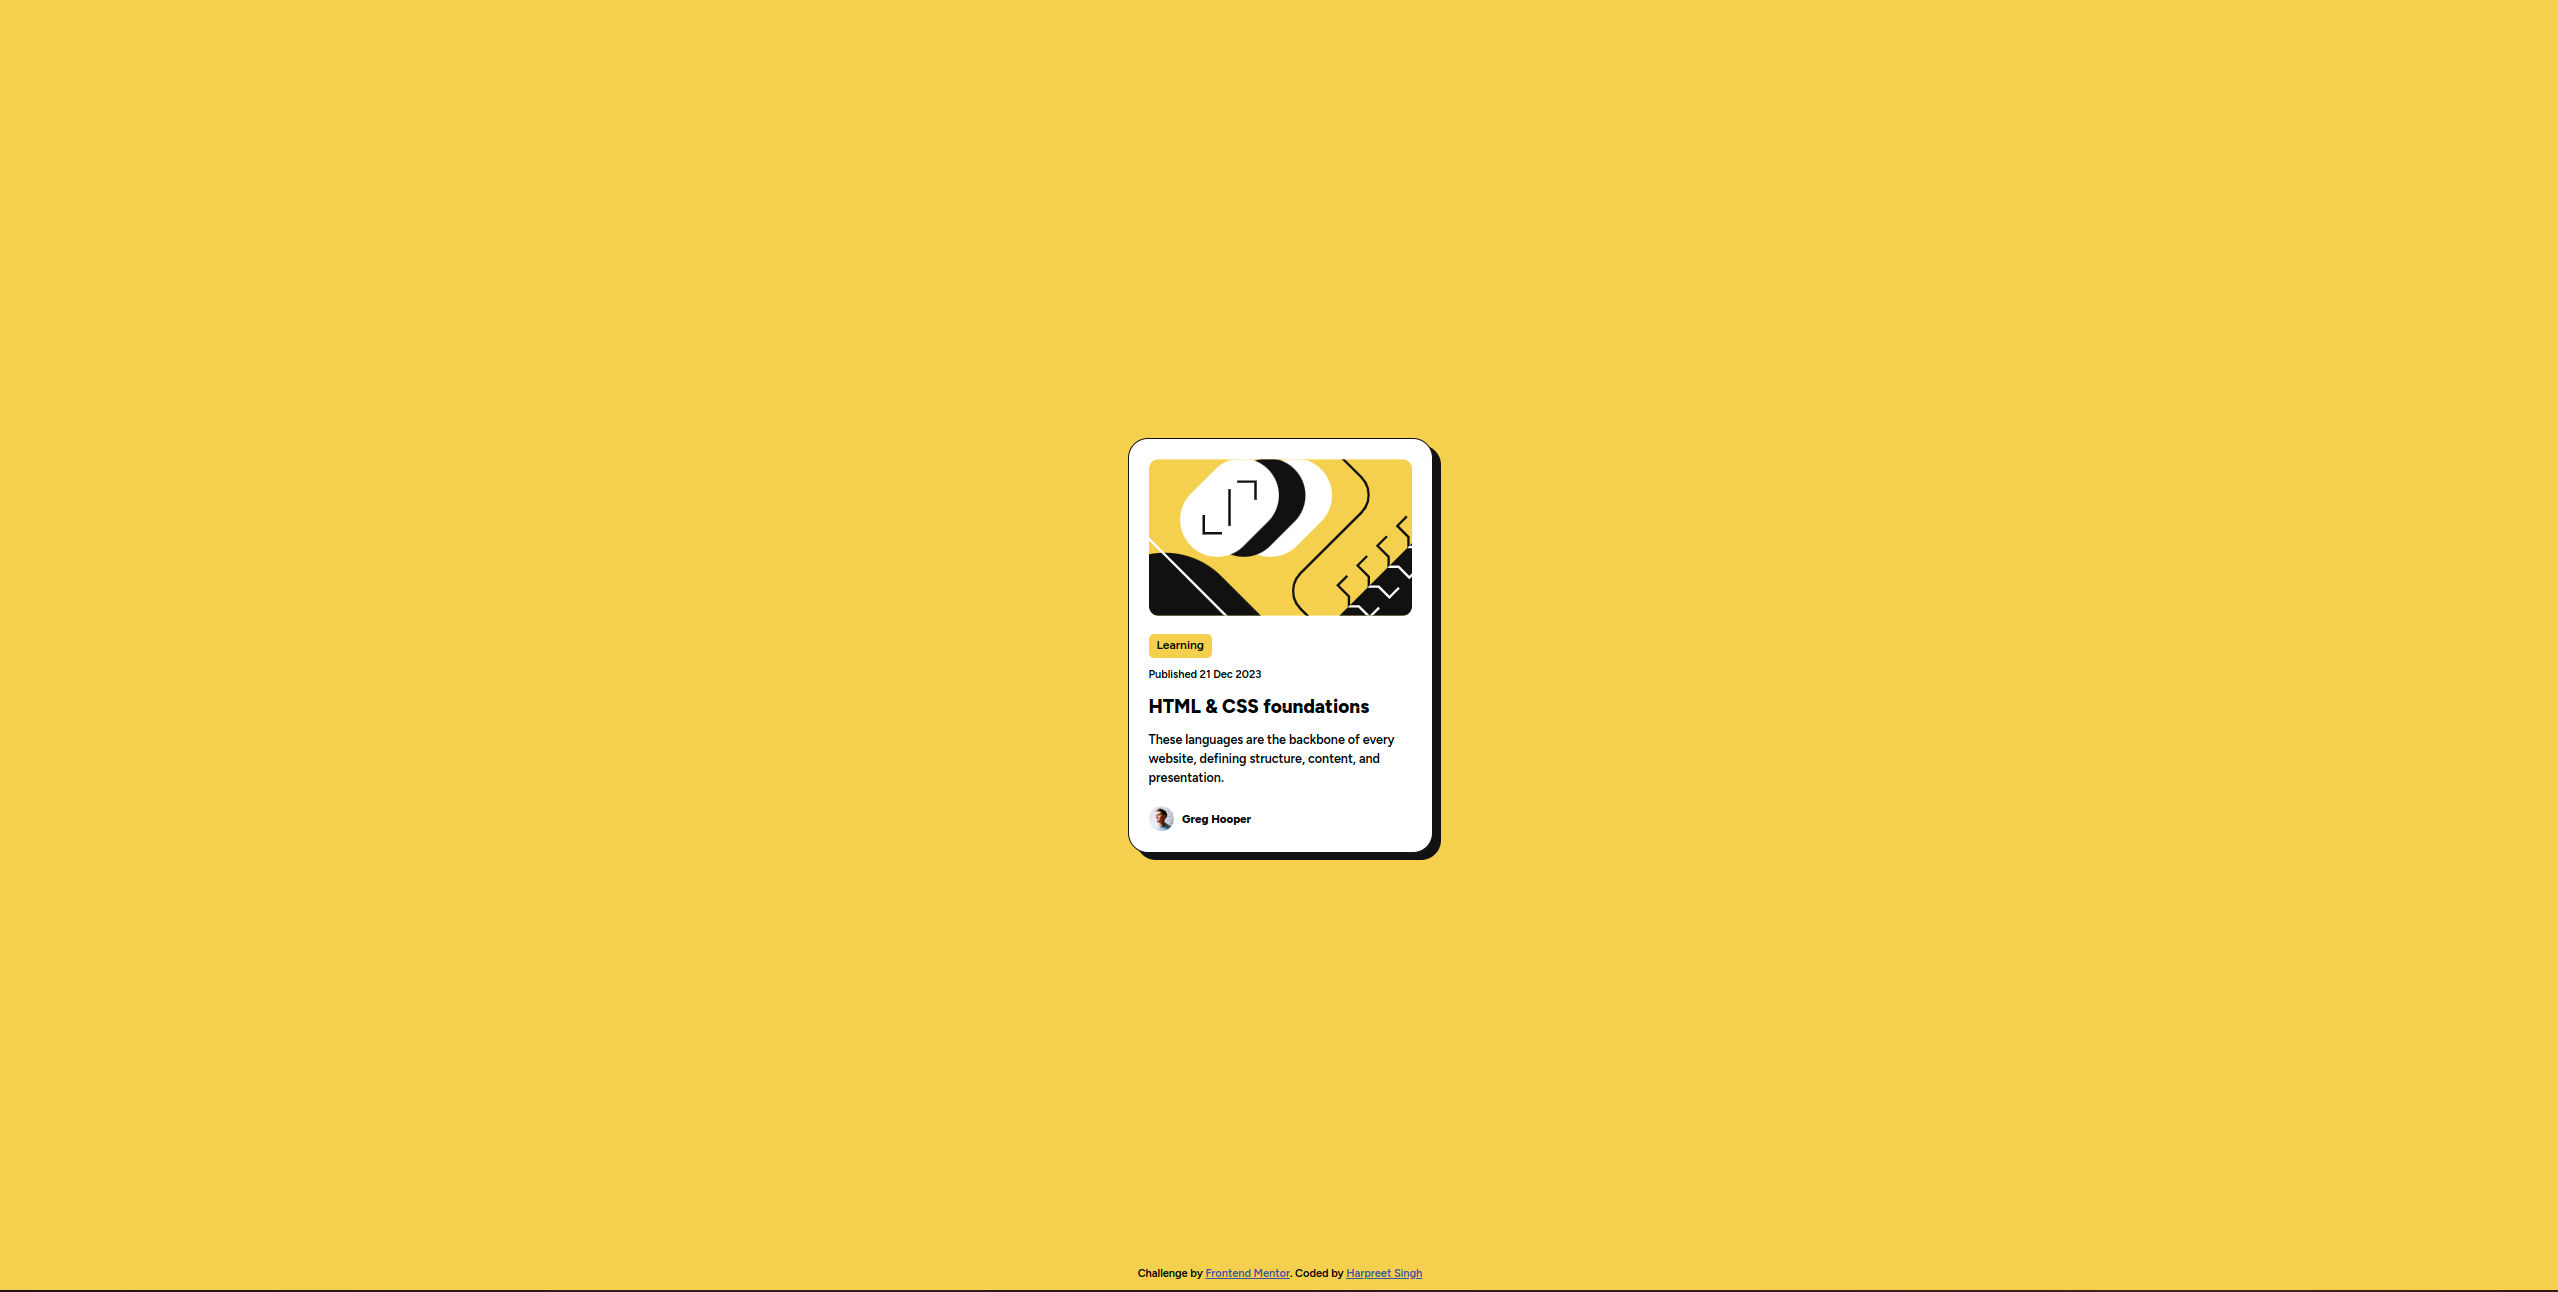 Learning
Published 21 Dec 2023
HTML & CSS foundations
These languages are the backbone of every
website, defining structure, content, and
presentation.
Greg Hooper
Challenge by Frontend Mentor. Coded by Harpreet Singh